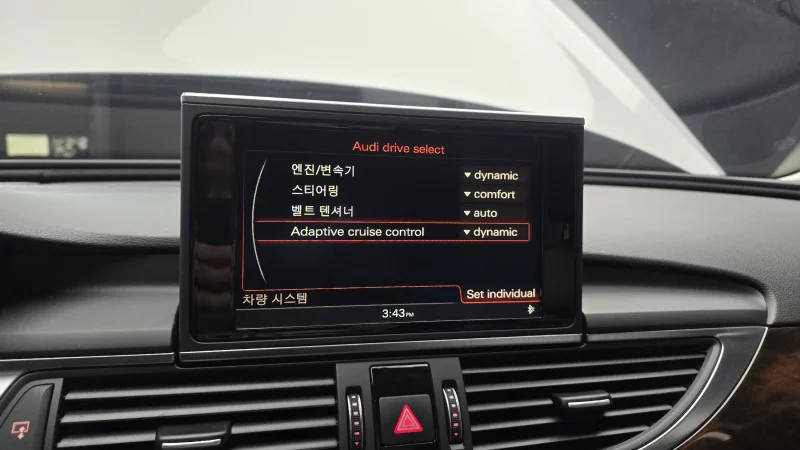 Audi drive select
엔진/변속기 dynamic
스티어링 comfort
벨트 텐셔너 auto
Adaptive cruise control dynamic
차량 시스템 Set individual
3:43PM